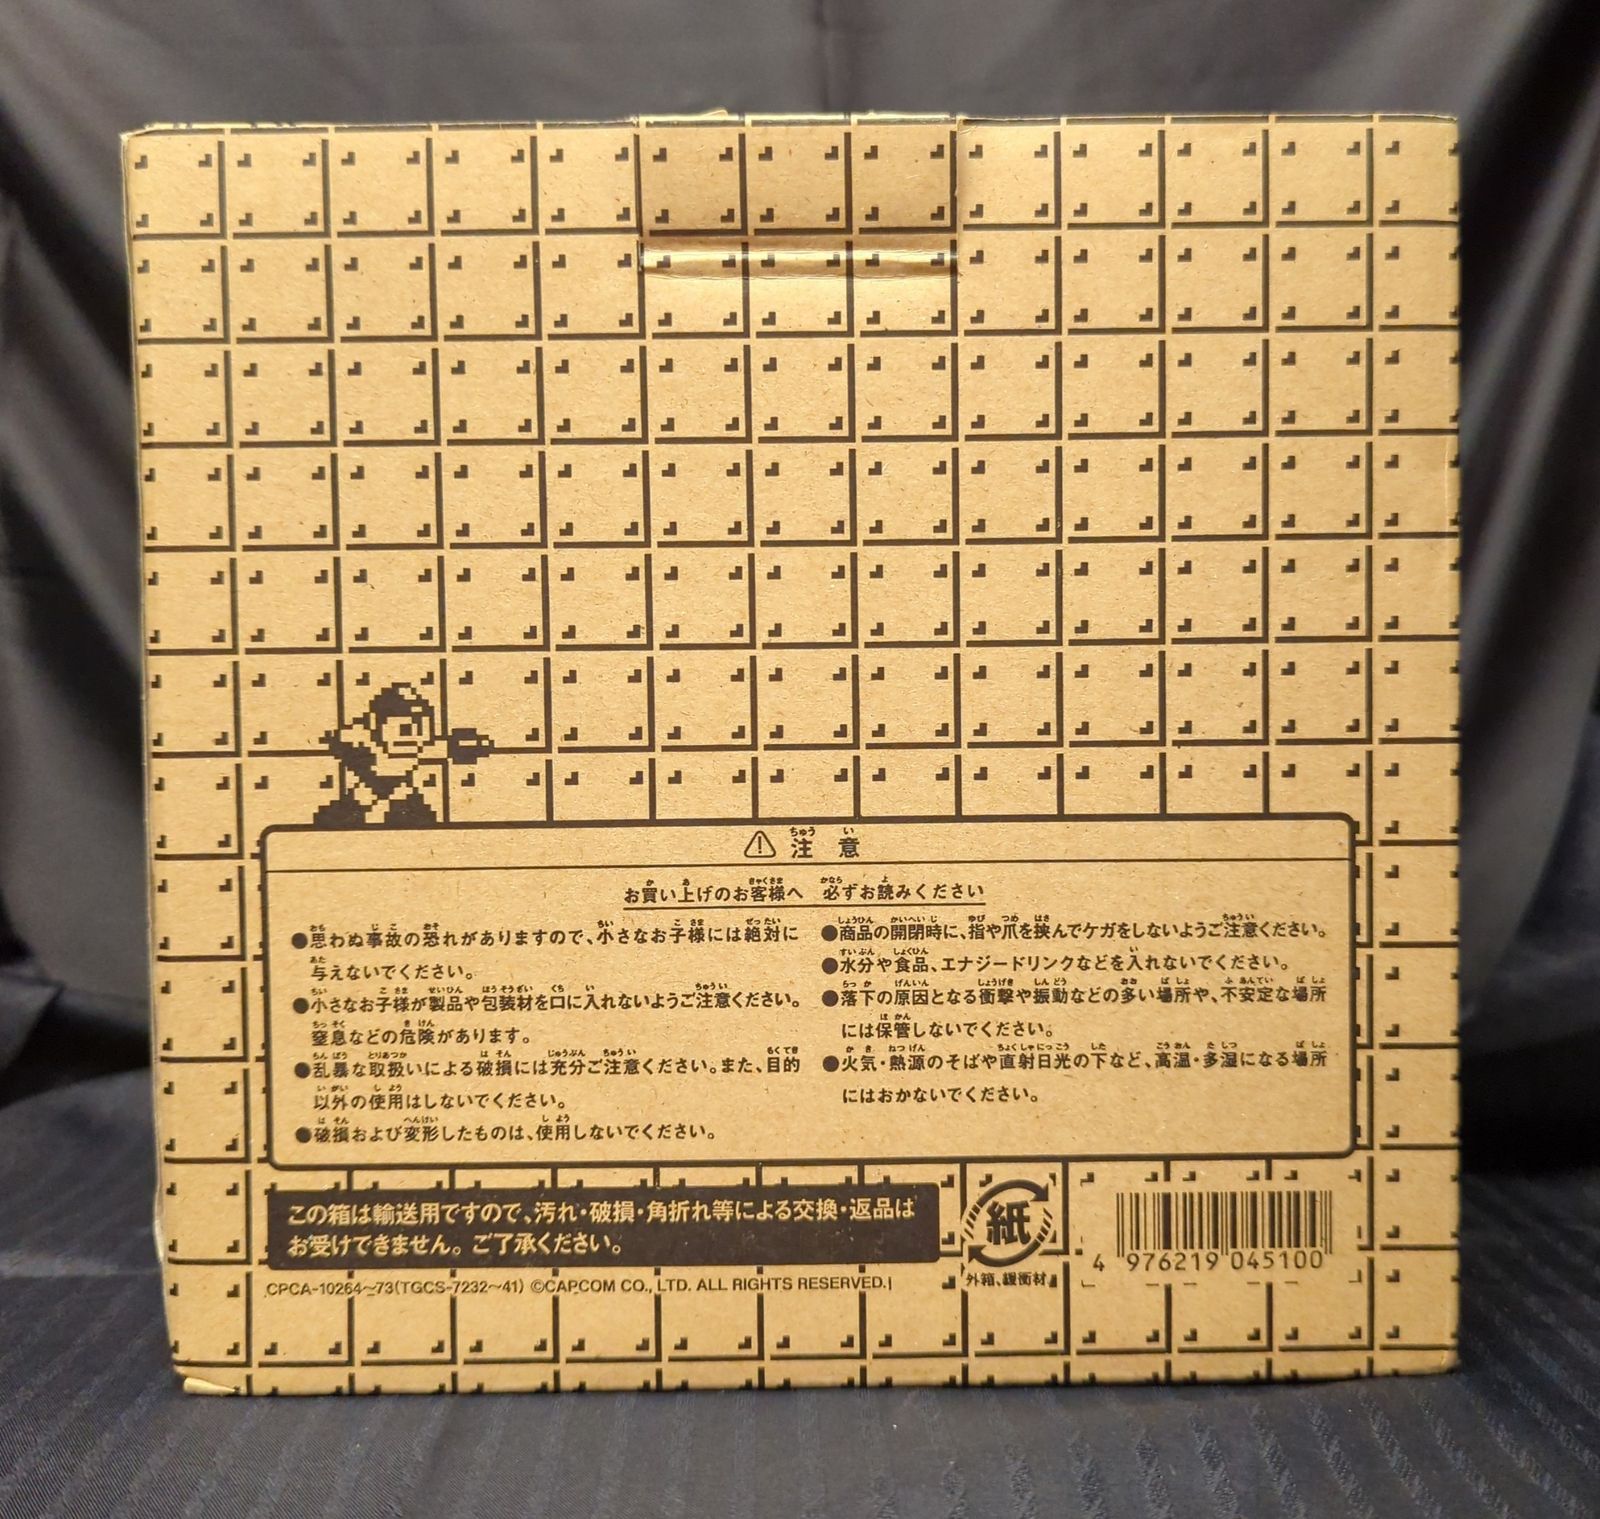 ⚠ 注意
お買い上げのお客様へ 必ずお読みください
●思わぬ事故の恐れがありますので、小さなお子様には絶対に
与えないでください。
●小さなお子様が製品や包装材を口に入れないようご注意ください。
窒息などの危険があります。
●乱暴な取扱いによる破損には充分ご注意ください。また、目的
以外の使用はしないでください。
●破損および変形したものは、使用しないでください。
●商品の開閉時に、指や爪を挟んでケガをしないようご注意ください。
●水分や食品、エナジードリンクなどを入れないでください。
●落下の原因となる衝撃や振動などの多い場所や、不安定な場所
には保管しないでください。
●火気・熱源のそばや直射日光の下など、高温・多湿になる場所
にはおかないでください。
この箱は輸送用ですので、汚れ・破損・角折れ等による交換・返品は
お受けできません。ご了承ください。
CPCA-10264~73(TGCS-7232~41) ©CAPCOM CO., LTD. ALL RIGHTS RESERVED.
紙
外箱、緩衝材
4 976219 045100